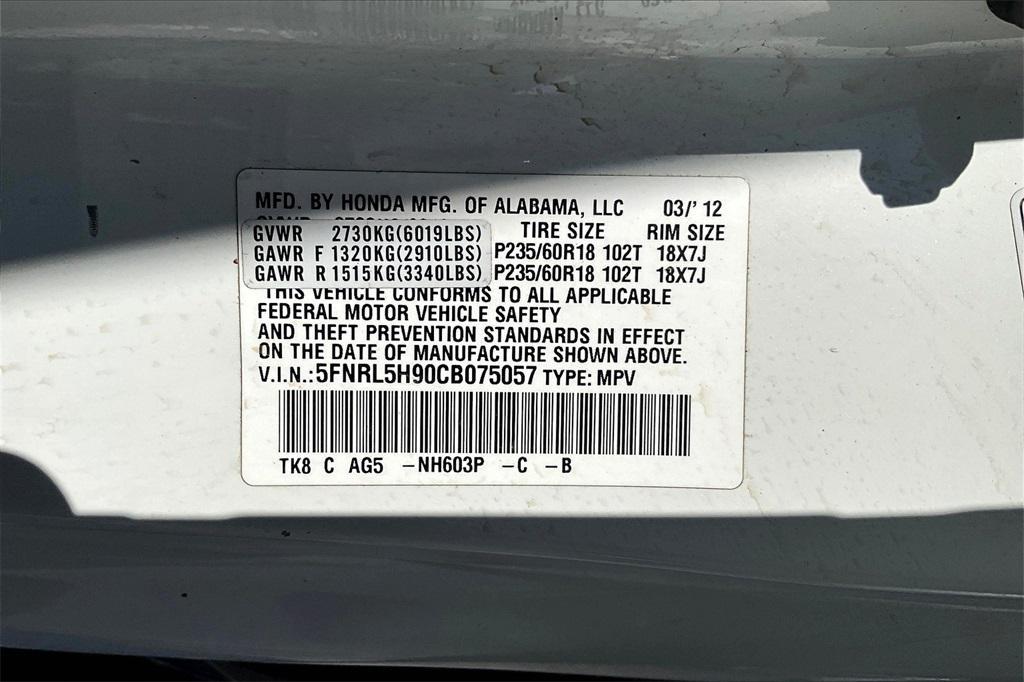 MFD. BY HONDA MFG. OF ALABAMA, LLC 03/' 12
GVWR 2730KG(6019LBS) TIRE SIZE RIM SIZE
GAWR F 1320KG(2910LBS) P235/60R18 102T 18X7J
GAWR R 1515KG(3340LBS) P235/60R18 102T 18X7J
THIS VEHICLE CONFORMS TO ALL APPLICABLE
FEDERAL MOTOR VEHICLE SAFETY
AND THEFT PREVENTION STANDARDS IN EFFECT
ON THE DATE OF MANUFACTURE SHOWN ABOVE.
V.I.N.:5FNRL5H90CB075057 TYPE: MPV
TK8 C AG5 -NH603P -C -B